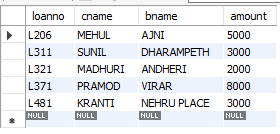 loanno cname bname amount
L206 MEHUL AJNI 5000
L311 SUNIL DHARAMPETH 3000
L321 MADHURI ANDHERI 2000
L371 PRAMOD VIRAR 8000
L481 KRANTI NEHRU PLACE 3000
NULL NULL NULL NULL